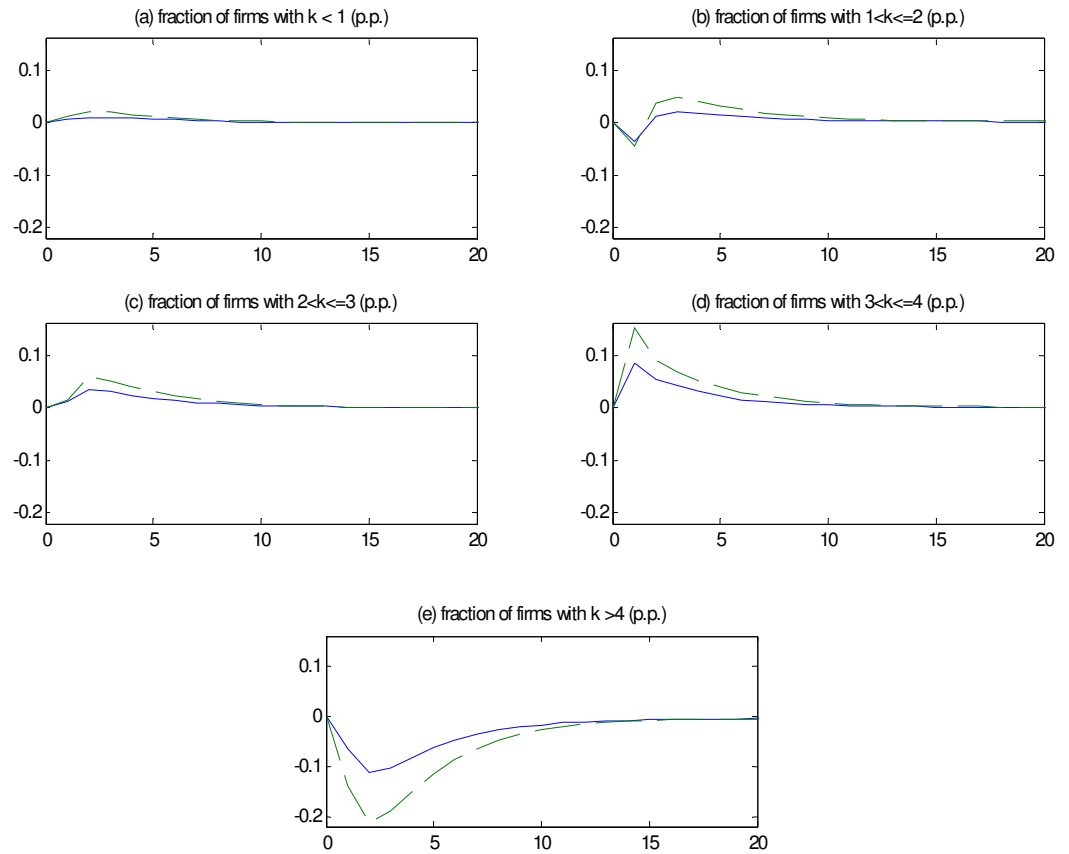 (a) fraction of firms with k < 1 (p.p.)
0.1
0
-0.1
-0.2
0 5 10 15 20
(b) fraction of firms with 1<k<=2 (p.p.)
0.1
0
-0.1
-0.2
0 5 10 15 20
(c) fraction of firms with 2<k<=3 (p.p.)
0.1
0
-0.1
-0.2
0 5 10 15 20
(d) fraction of firms with 3<k<=4 (p.p.)
0.1
0
-0.1
-0.2
0 5 10 15 20
(e) fraction of firms with k >4 (p.p.)
0.1
0
-0.1
-0.2
0 5 10 15 20